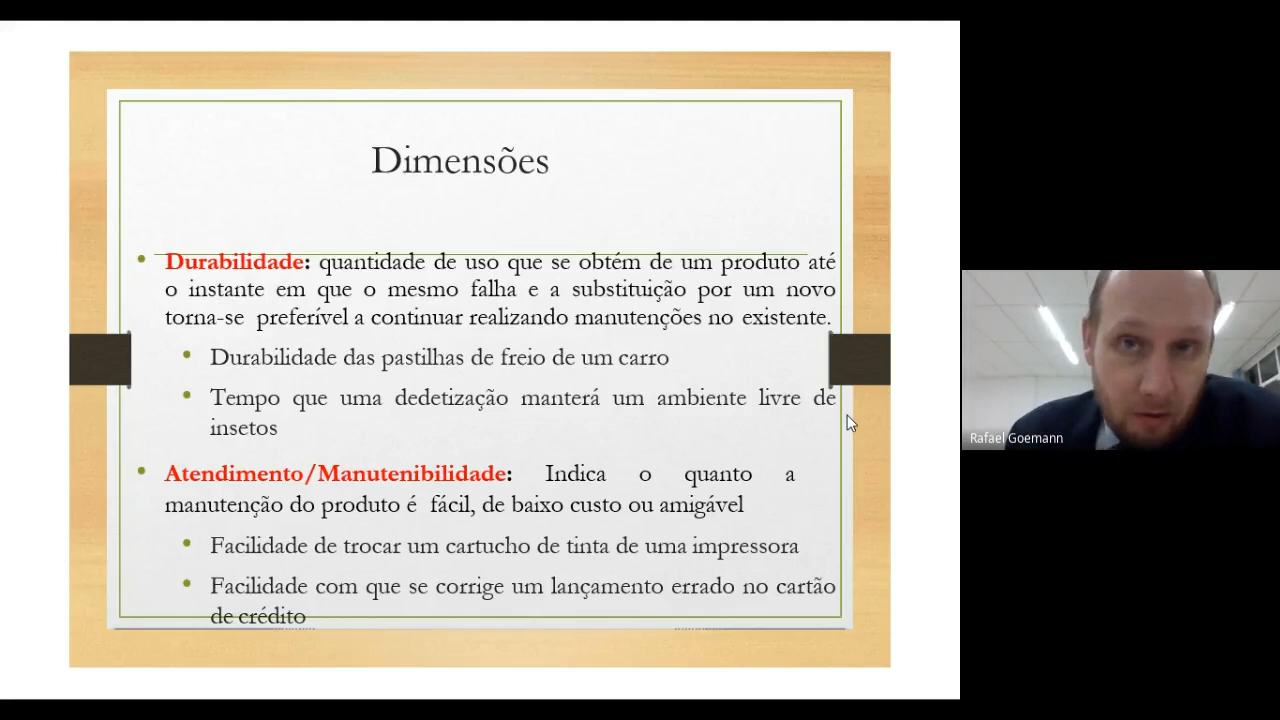 Dimensões
• Durabilidade: quantidade de uso que se obtém de um produto até
o instante em que o mesmo falha e a substituição por um novo
torna-se preferível a continuar realizando manutenções no existente.
• Durabilidade das pastilhas de freio de um carro
• Tempo que uma dedetização manterá um ambiente livre de
insetos
• Atendimento/Manutenibilidade: Indica o quanto a
manutenção do produto é fácil, de baixo custo ou amigável
• Facilidade de trocar um cartucho de tinta de uma impressora
• Facilidade com que se corrige um lançamento errado no cartão
de crédito
Rafael Goemann